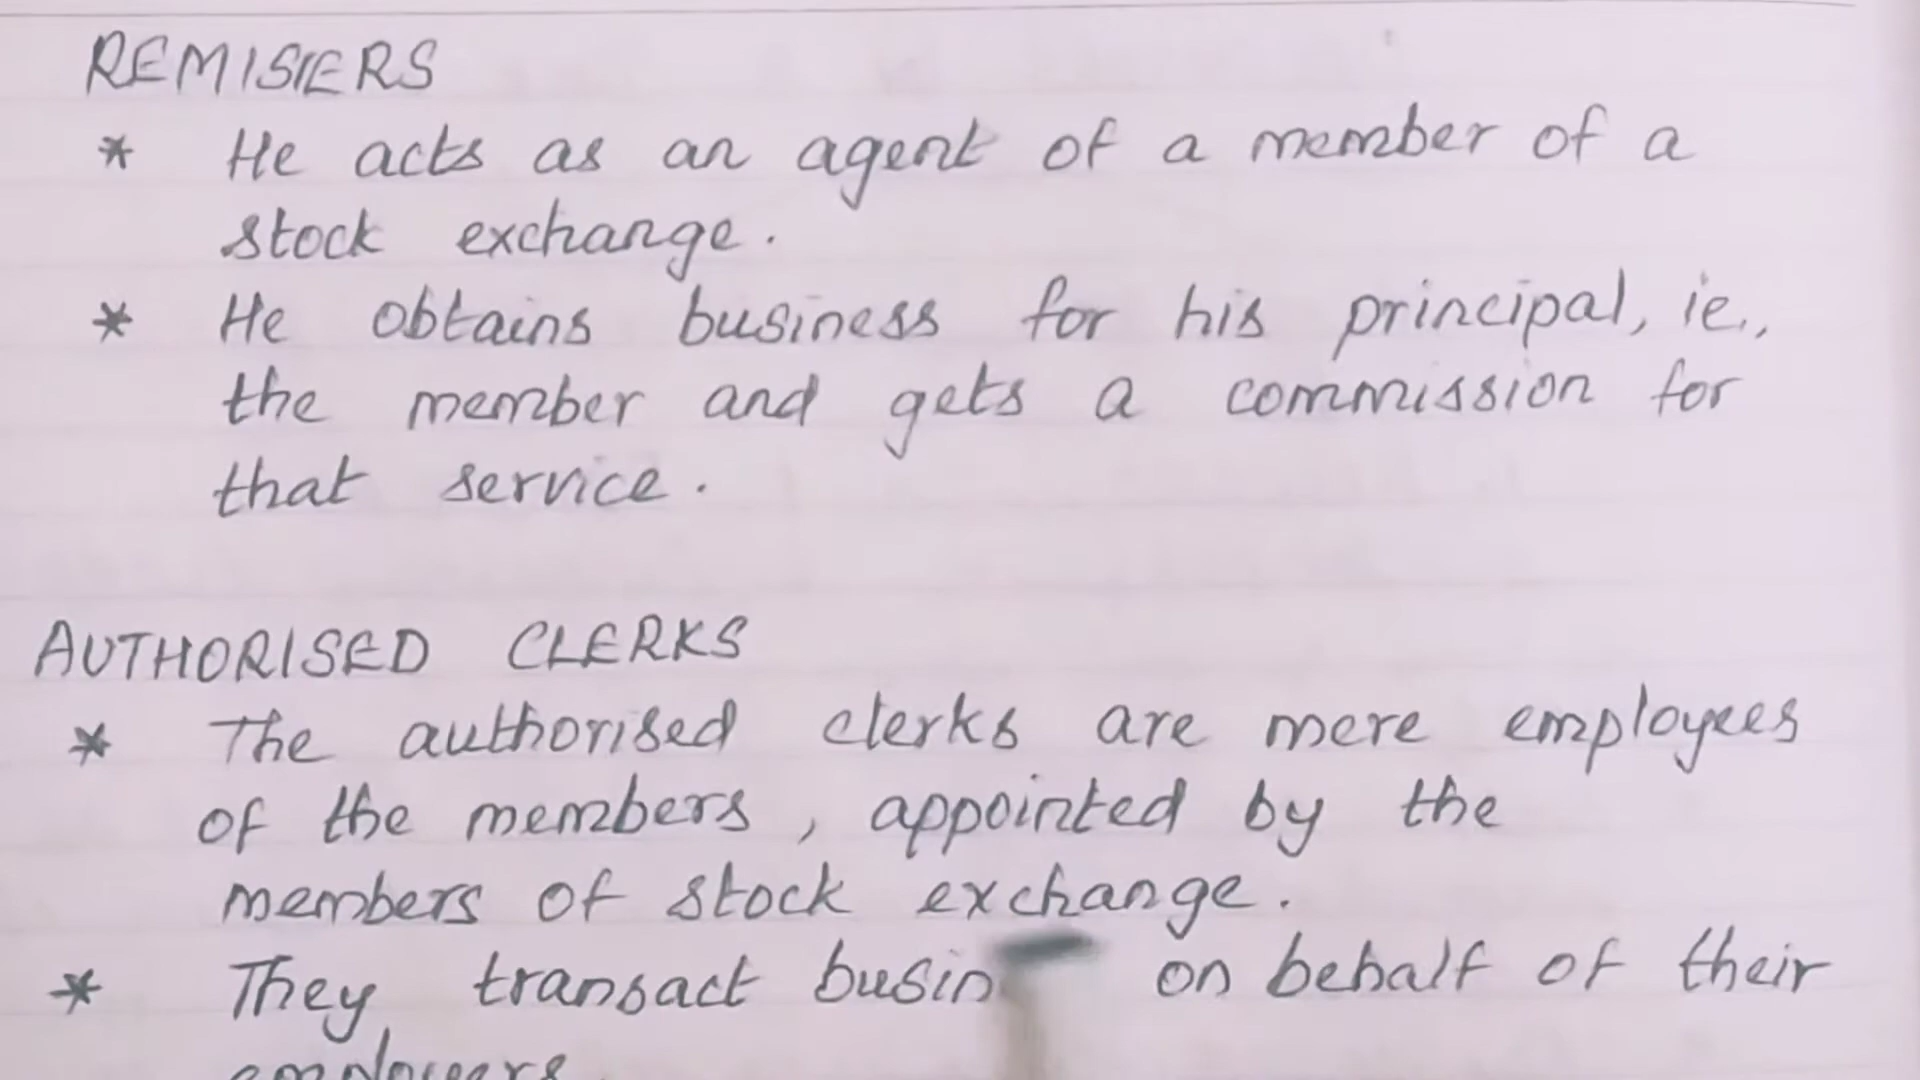 REMISIERS
* He acts as an agent of a member of a
stock exchange.
* He obtains business for his principal, ie.,
the member and gets a commission for
that service.
AUTHORISED CLERKS
* The authorised clerks are mere employees
of the members, appointed by the
members of stock exchange.
* They transact busin on behalf of their
employers.